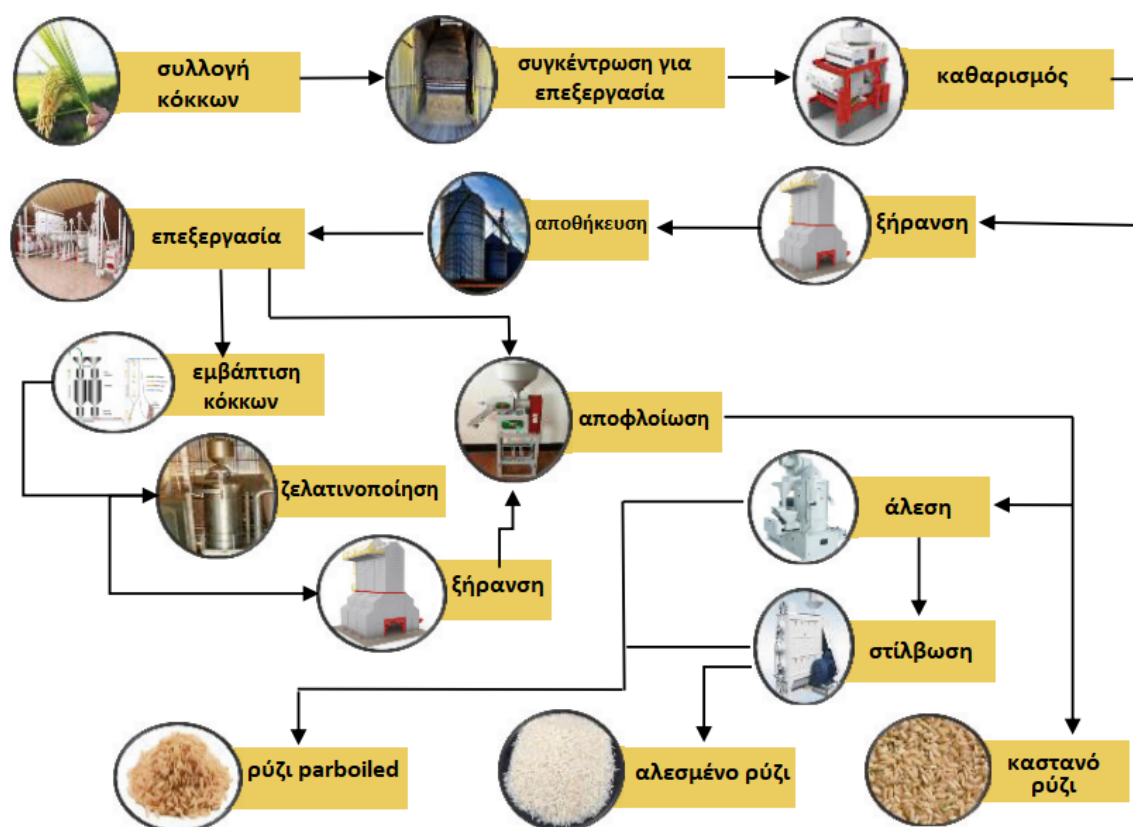 συλλογή
κόκκων
συγκέντρωση για
επεξεργασία
καθαρισμός
ξήρανση
αποθήκευση
επεξεργασία
εμβάπτιση
κόκκων
αποφλοίωση
ζελατινοποίηση
άλεση
ξήρανση
στίλβωση
ρύζι parboiled
αλεσμένο ρύζι
καστανό
ρύζι